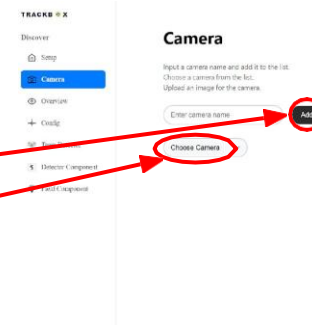 TRACKB X
Discover
Setup
Camera
Overview
Config
Detector Component
Field Component
Camera
Input a camera name and add it to the list.
Choose a camera from the list.
Upload an image for the camera.
Enter camera name
Add
Choose Camera